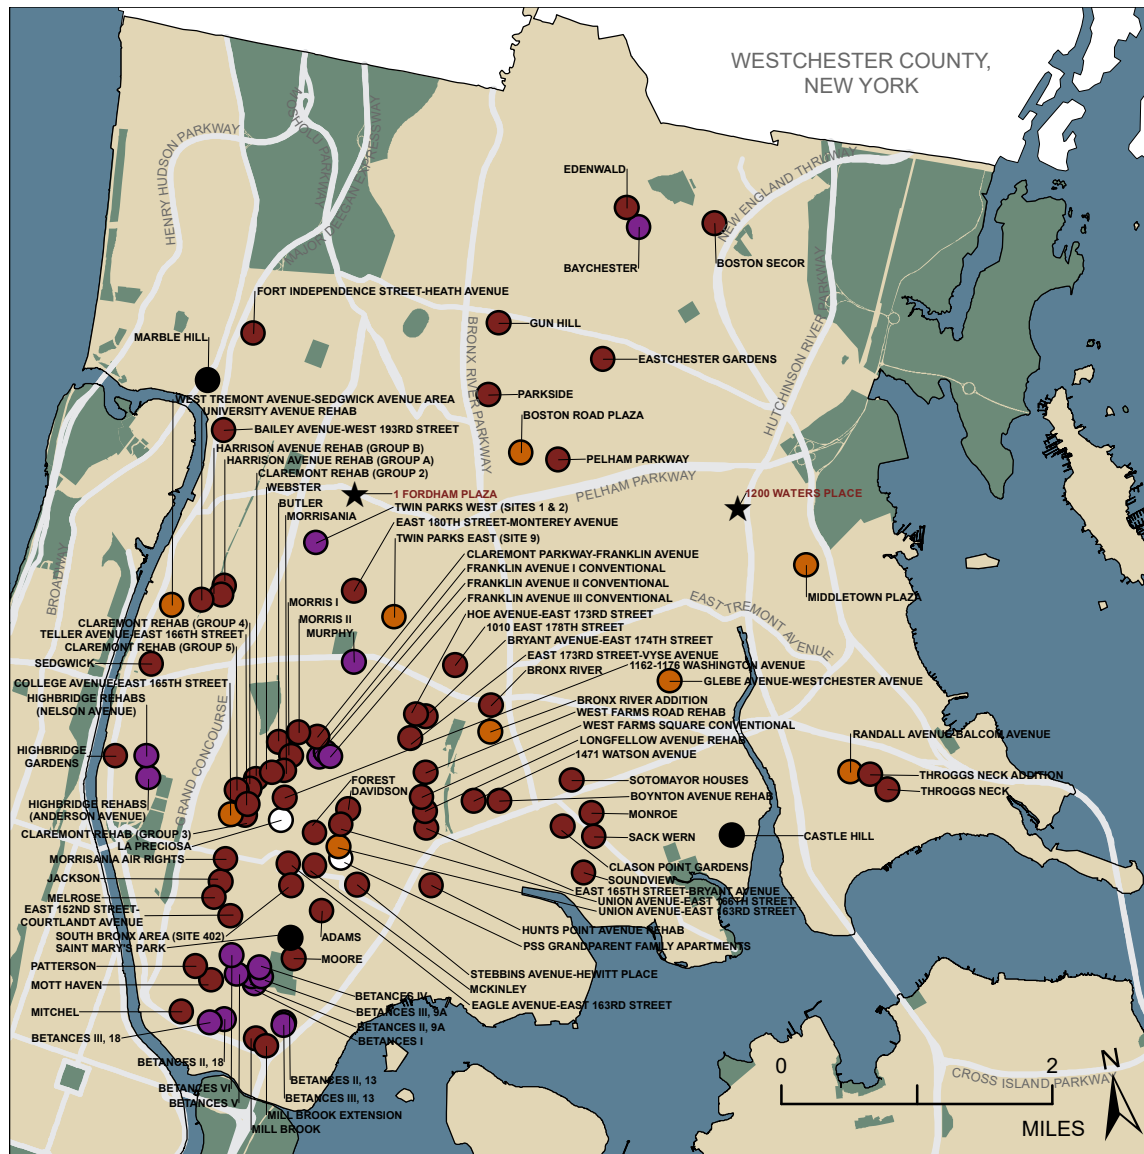 WESTCHESTER COUNTY,
NEW YORK
HENRY HUDSON PARKWAY
MOSHOLU PARKWAY
MAJOR DEEGAN EXPRESSWAY
NEW ENGLAND THRUWAY
HUTCHINSON RIVER PARKWAY
BRONX RIVER PARKWAY
PELHAM PARKWAY
EAST TREMONT AVENUE
BROADWAY
GRAND CONCOURSE
CROSS ISLAND PARKWAY
EDENWALD
BAYCHESTER
BOSTON SECOR
FORT INDEPENDENCE STREET-HEATH AVENUE
GUN HILL
MARBLE HILL
EASTCHESTER GARDENS
WEST TREMONT AVENUE-SEDGWICK AVENUE AREA
UNIVERSITY AVENUE REHAB
PARKSIDE
BOSTON ROAD PLAZA
BAILEY AVENUE-WEST 193RD STREET
HARRISON AVENUE REHAB (GROUP B)
HARRISON AVENUE REHAB (GROUP A)
CLAREMONT REHAB (GROUP 2)
PELHAM PARKWAY
WEBSTER
1 FORDHAM PLAZA
1200 WATERS PLACE
BUTLER
MORRISANIA
TWIN PARKS WEST (SITES 1 & 2)
EAST 180TH STREET-MONTEREY AVENUE
TWIN PARKS EAST (SITE 9)
CLAREMONT PARKWAY-FRANKLIN AVENUE
FRANKLIN AVENUE I CONVENTIONAL
FRANKLIN AVENUE II CONVENTIONAL
FRANKLIN AVENUE III CONVENTIONAL
MIDDLETOWN PLAZA
MORRIS I
MORRIS II
MURPHY
HOE AVENUE-EAST 173RD STREET
1010 EAST 178TH STREET
BRYANT AVENUE-EAST 174TH STREET
EAST 173RD STREET-VYSE AVENUE
BRONX RIVER
1162-1176 WASHINGTON AVENUE
GLEBE AVENUE-WESTCHESTER AVENUE
CLAREMONT REHAB (GROUP 4)
TELLER AVENUE-EAST 166TH STREET
CLAREMONT REHAB (GROUP 5)
SEDGWICK
COLLEGE AVENUE-EAST 165TH STREET
HIGHBRIDGE REHABS
(NELSON AVENUE)
BRONX RIVER ADDITION
WEST FARMS ROAD REHAB
WEST FARMS SQUARE CONVENTIONAL
LONGFELLOW AVENUE REHAB
1471 WATSON AVENUE
RANDALL AVENUE-BALCOM AVENUE
HIGHBRIDGE
GARDENS
THROGGS NECK ADDITION
THROGGS NECK
FOREST
DAVIDSON
SOTOMAYOR HOUSES
BOYNTON AVENUE REHAB
HIGHBRIDGE REHABS
(ANDERSON AVENUE)
MONROE
CLAREMONT REHAB (GROUP 3)
LA PRECIOSA
SACK WERN
CASTLE HILL
MORRISANIA AIR RIGHTS
CLASON POINT GARDENS
JACKSON
SOUNDVIEW
MELROSE
EAST 165TH STREET-BRYANT AVENUE
UNION AVENUE-EAST 166TH STREET
UNION AVENUE-EAST 163RD STREET
EAST 152ND STREET-
COURTLANDT AVENUE
HUNTS POINT AVENUE REHAB
SOUTH BRONX AREA (SITE 402)
ADAMS
SAINT MARY'S PARK
PSS GRANDPARENT FAMILY APARTMENTS
PATTERSON
MOORE
STEBBINS AVENUE-HEWITT PLACE
MOTT HAVEN
MCKINLEY
BETANCES IV
EAGLE AVENUE-EAST 163RD STREET
MITCHEL
BETANCES III, 9A
BETANCES II, 9A
BETANCES III, 18
BETANCES I
BETANCES II, 18
BETANCES II, 13
BETANCES VI
BETANCES V
BETANCES III, 13
MILL BROOK EXTENSION
MILL BROOK
0 2
MILES
N